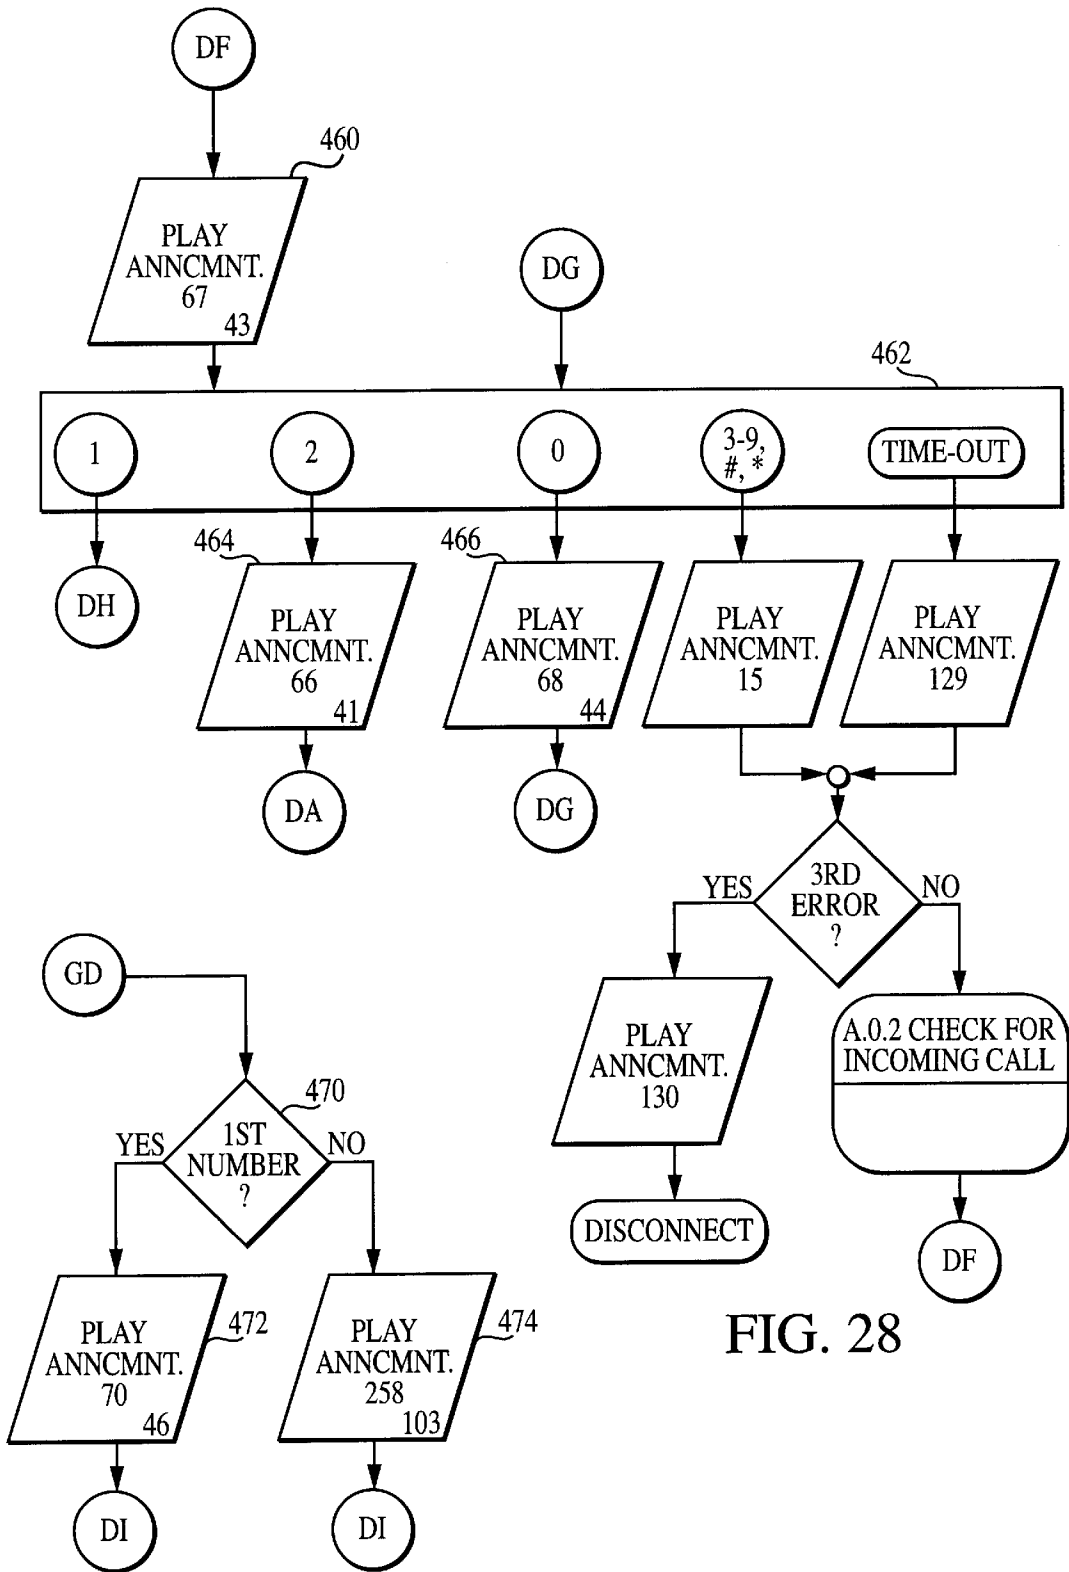 DF
460
PLAY
ANNCMNT.
67
43
DG
462
1
2
0
3-9,
#, *
TIME-OUT
464
466
DH
PLAY
ANNCMNT.
66
41
PLAY
ANNCMNT.
68
44
PLAY
ANNCMNT.
15
PLAY
ANNCMNT.
129
DA
DG
YES
3RD
ERROR
?
NO
GD
PLAY
ANNCMNT.
130
A.0.2 CHECK FOR
INCOMING CALL
470
YES
1ST
NUMBER
?
NO
DISCONNECT
DF
PLAY
ANNCMNT.
70
46
472
PLAY
ANNCMNT.
258
103
474
FIG. 28
DI
DI